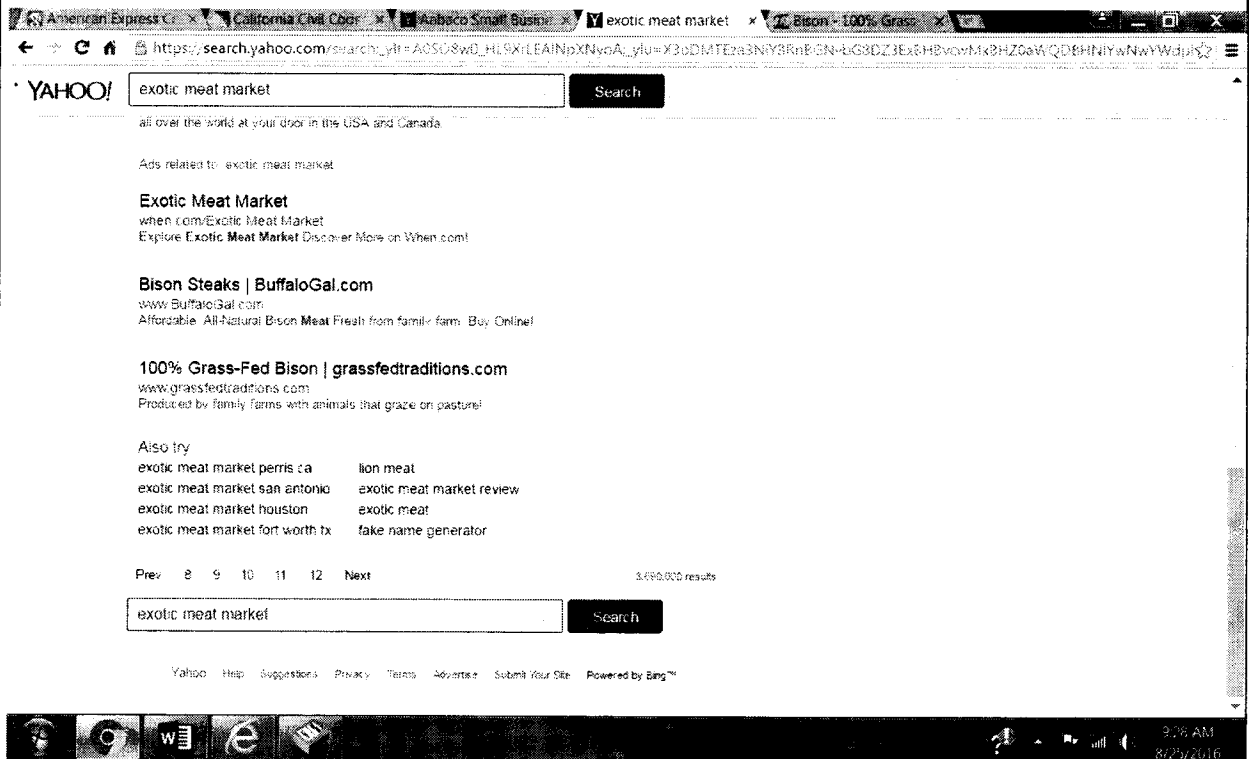 American Express Ca
California Civil Code
Aabaco Small Busine
exotic meat market
Bison - 100% Grass
https://search.yahoo.com/search;_ylt=
YAHOO!
exotic meat market
Search
all over the world at your door in the USA and Canada
Ads related to: exotic meat market
Exotic Meat Market
when.com/Exotic Meat Market
Explore Exotic Meat Market Discover More on When.com!
Bison Steaks | BuffaloGal.com
www.BuffaloGal.com
Affordable, All-Natural Bison Meat Fresh from family farm. Buy Online!
100% Grass-Fed Bison | grassfedtraditions.com
www.grassfedtraditions.com
Produced by family farms with animals that graze on pasture!
Also try
exotic meat market perris ca lion meat
exotic meat market san antonio exotic meat market review
exotic meat market houston exotic meat
exotic meat market fort worth tx fake name generator
Prev 8 9 10 11 12 Next results
exotic meat market
Search
Yahoo Help Suggestions Privacy Terms Advertise Submit Your Site Powered by Bing™
9:28 AM
8/25/2016